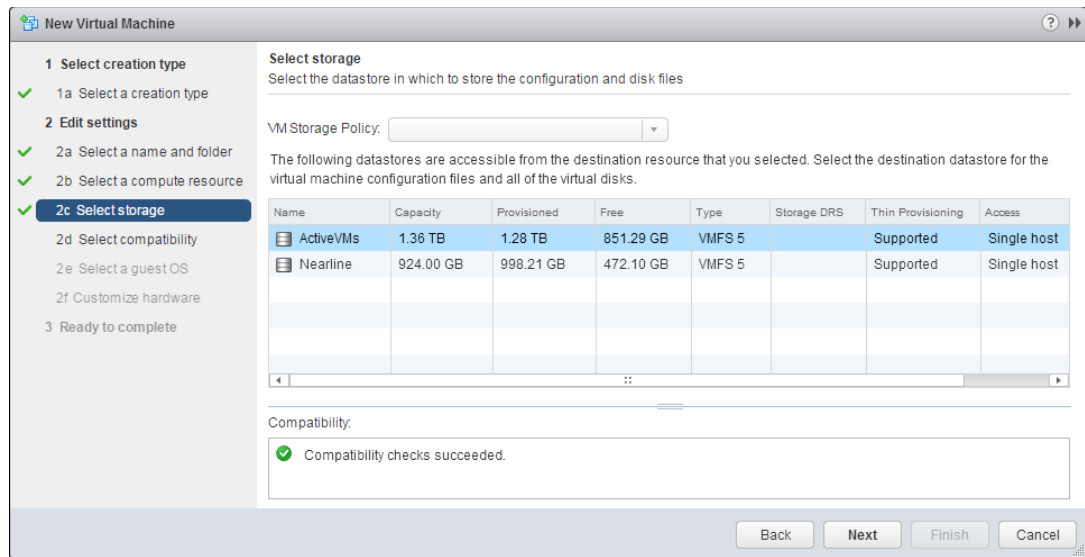 New Virtual Machine
1 Select creation type
1a Select a creation type
2 Edit settings
2a Select a name and folder
2b Select a compute resource
2c Select storage
2d Select compatibility
2e Select a guest OS
2f Customize hardware
3 Ready to complete
Select storage
Select the datastore in which to store the configuration and disk files
VM Storage Policy:
The following datastores are accessible from the destination resource that you selected. Select the destination datastore for the
virtual machine configuration files and all of the virtual disks.
Name Capacity Provisioned Free Type Storage DRS Thin Provisioning Access
ActiveVMs 1.36 TB 1.28 TB 851.29 GB VMFS 5 Supported Single host
Nearline 924.00 GB 998.21 GB 472.10 GB VMFS 5 Supported Single host
Compatibility:
Compatibility checks succeeded.
Back Next Finish Cancel